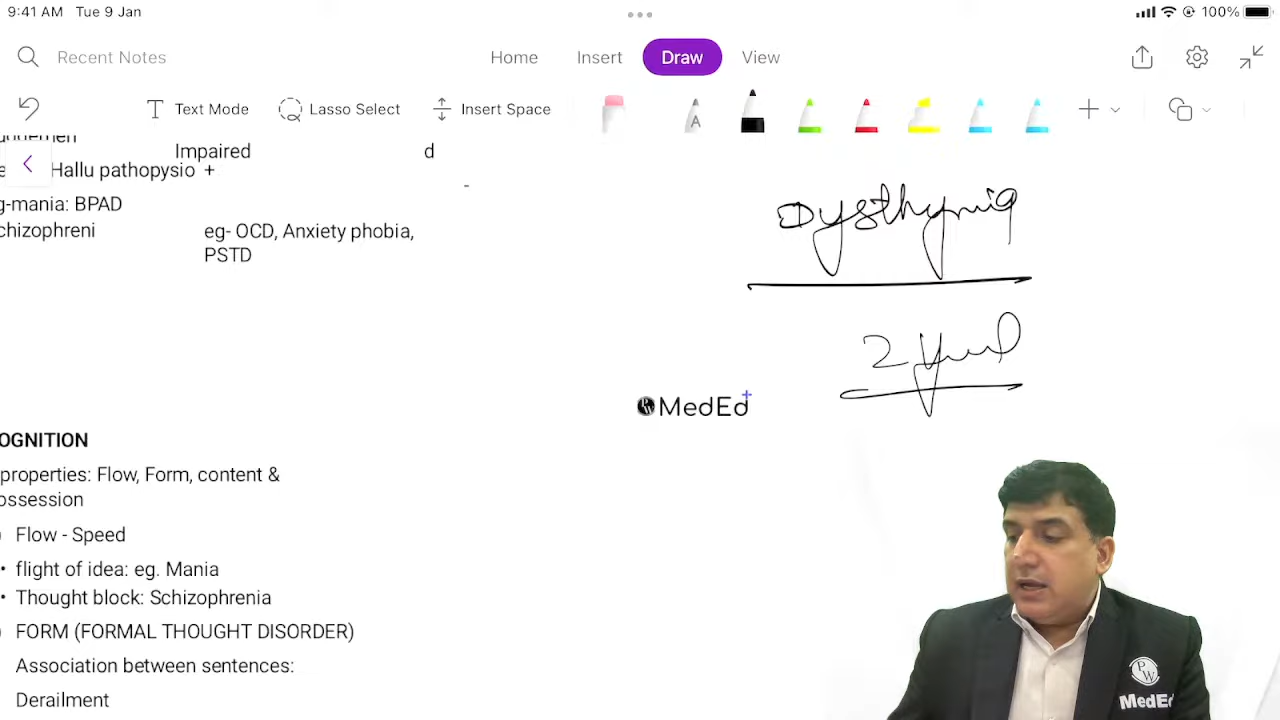 9:41 AM Tue 9 Jan
100%
Recent Notes
Home
Insert
Draw
View
Text Mode
Lasso Select
Insert Space
A
Impaired
d
Hallu pathopysio +
-
g-mania: BPAD
chizophreni
eg- OCD, Anxiety phobia,
PSTD
Dysthymia
2
PW MedEd
OGNITION
properties: Flow, Form, content &
ossession
Flow - Speed
• flight of idea: eg. Mania
• Thought block: Schizophrenia
FORM (FORMAL THOUGHT DISORDER)
Association between sentences:
Derailment
PW
MedEd